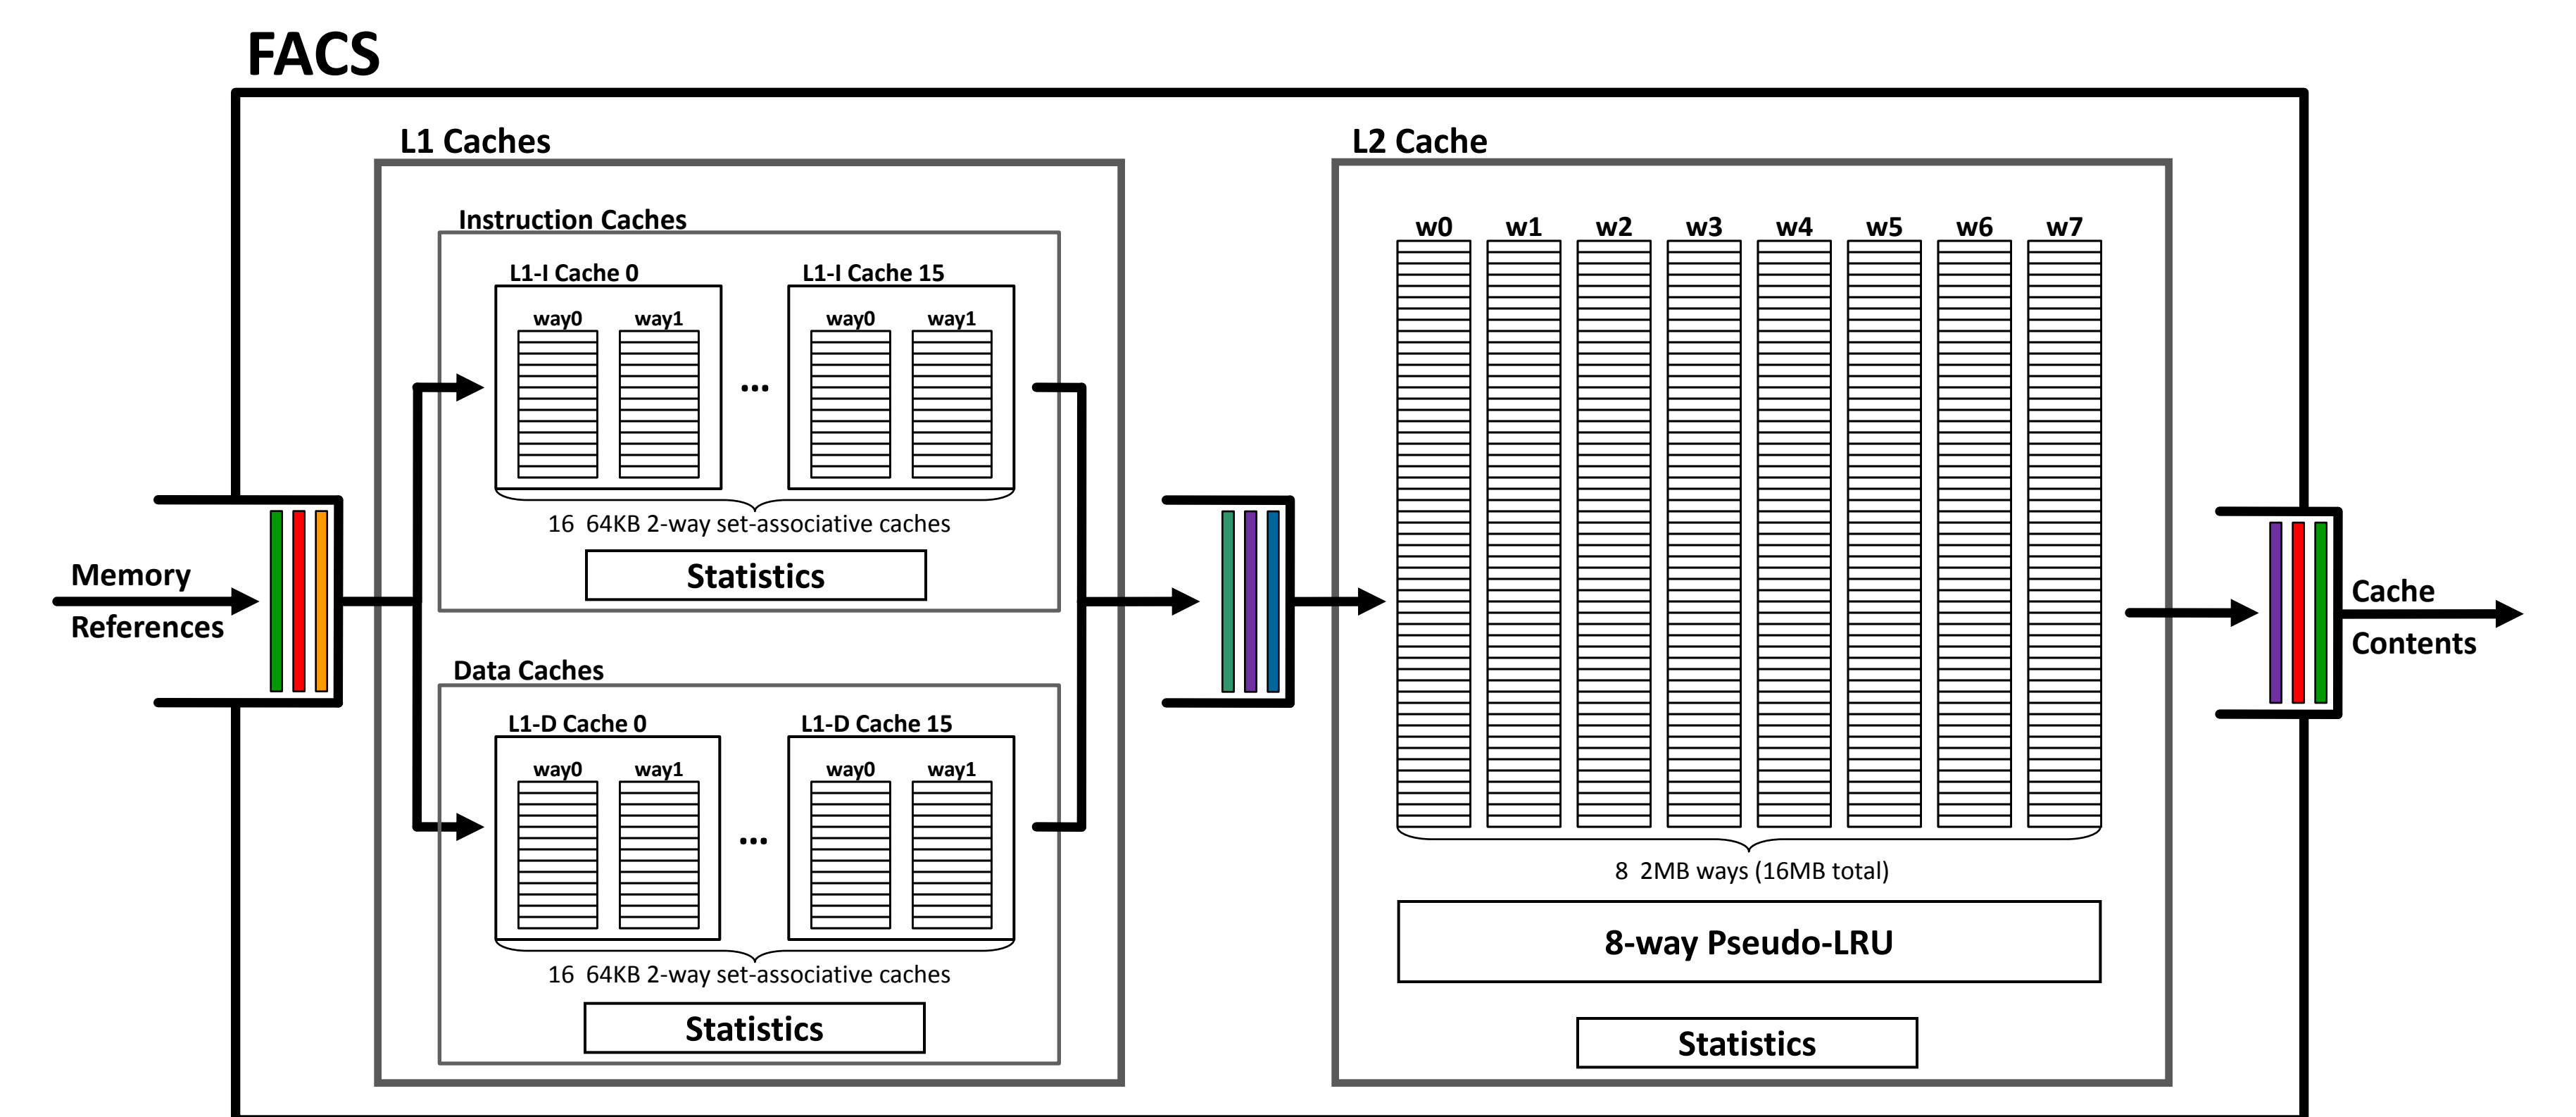 FACS
L1 Caches
Instruction Caches
L1-I Cache 0
L1-I Cache 15
way0 way1
...
way0 way1
16 64KB 2-way set-associative caches
Statistics
Memory
References
Data Caches
L1-D Cache 0
L1-D Cache 15
way0 way1
...
way0 way1
16 64KB 2-way set-associative caches
Statistics
L2 Cache
w0 w1 w2 w3 w4 w5 w6 w7
8 2MB ways (16MB total)
8-way Pseudo-LRU
Statistics
Cache
Contents